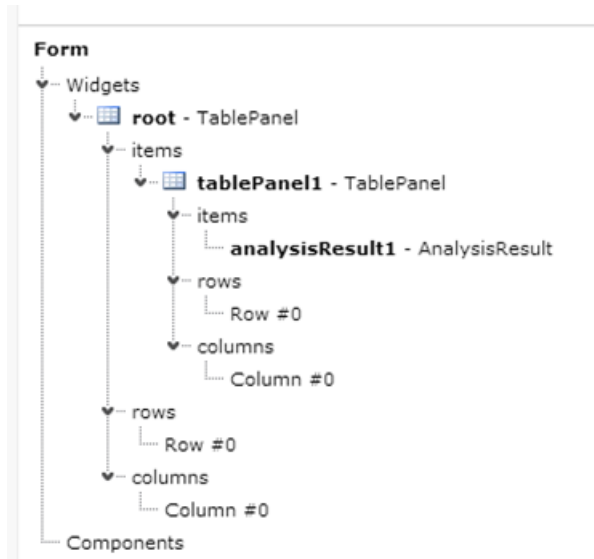 Form
Widgets
root - TablePanel
items
tablePanel1 - TablePanel
items
analysisResult1 - AnalysisResult
rows
Row #0
columns
Column #0
rows
Row #0
columns
Column #0
Components